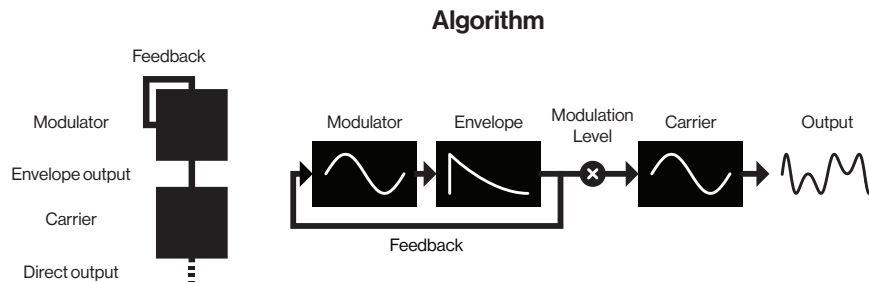 Algorithm
Feedback
Modulator
Envelope output
Carrier
Direct output
Modulator
Envelope
Modulation
Level
Carrier
Output
Feedback